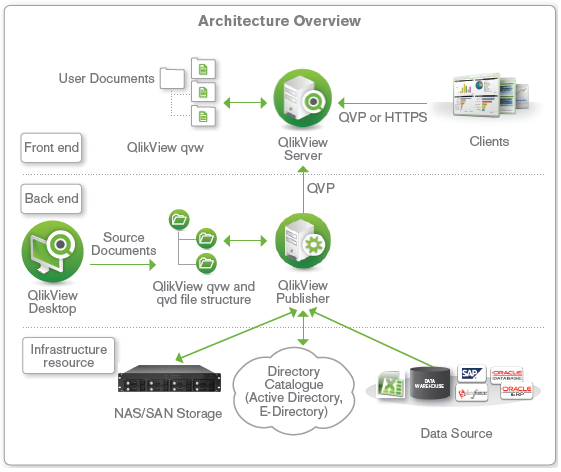 Architecture Overview
User Documents
QlikView qvw
QlikView
Server
QVP or HTTPS
Clients
Front end
Back end
QVP
Source
Documents
QlikView
Desktop
QlikView qvw and
qvd file structure
QlikView
Publisher
Infrastructure
resource
NAS/SAN Storage
Directory
Catalogue
(Active Directory,
E-Directory)
DATA
WAREHOUSE
SAP
ORACLE
DATABASE
ORACLE
ERP
Data Source